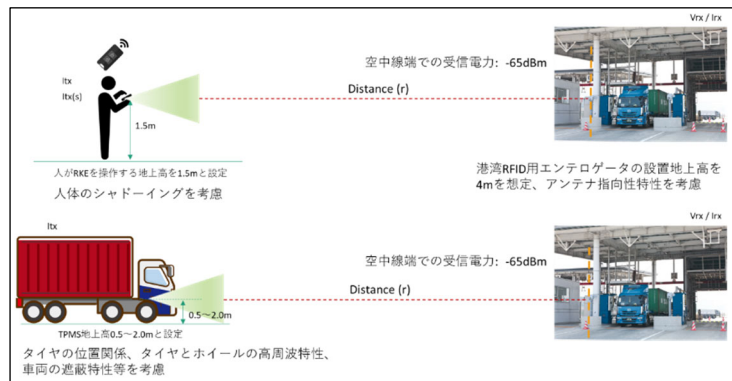 Vrx / Irx
空中線端での受信電力: -65dBm
Itx
Itx(s)
Distance (r)
1.5m
人がRKEを操作する地上高を1.5mと設定
人体のシャドーイングを考慮
港湾RFID用エンテロゲータの設置地上高を
4mを想定、アンテナ指向性特性を考慮
Itx
Vrx / Irx
空中線端での受信電力: -65dBm
Distance (r)
0.5～2.0m
TPMS地上高0.5～2.0mと設定
タイヤの位置関係、タイヤとホイールの高周波特性、
車両の遮蔽特性等を考慮